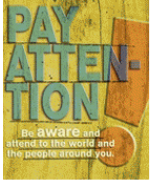 PAY
ATTEN-
TION
Be aware and
attend to the world and
the people around you.